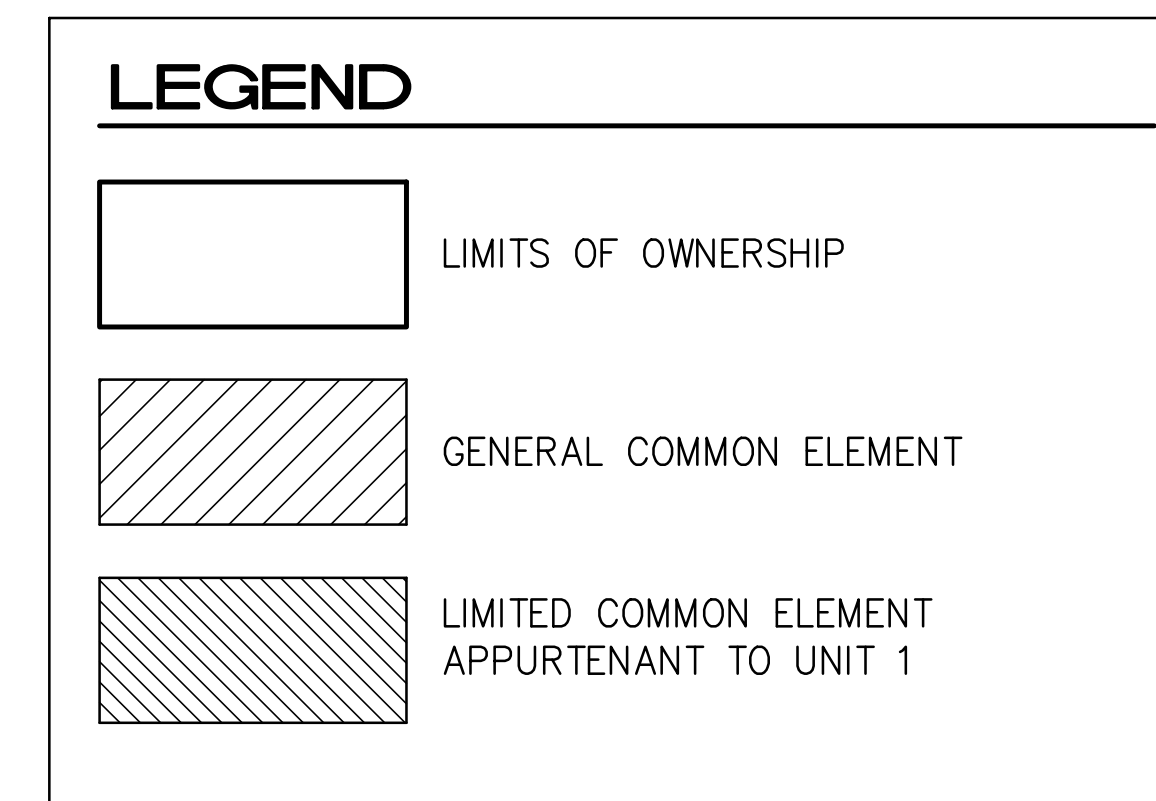 LEGEND
LIMITS OF OWNERSHIP
GENERAL COMMON ELEMENT
LIMITED COMMON ELEMENT
APPURTENANT TO UNIT 1